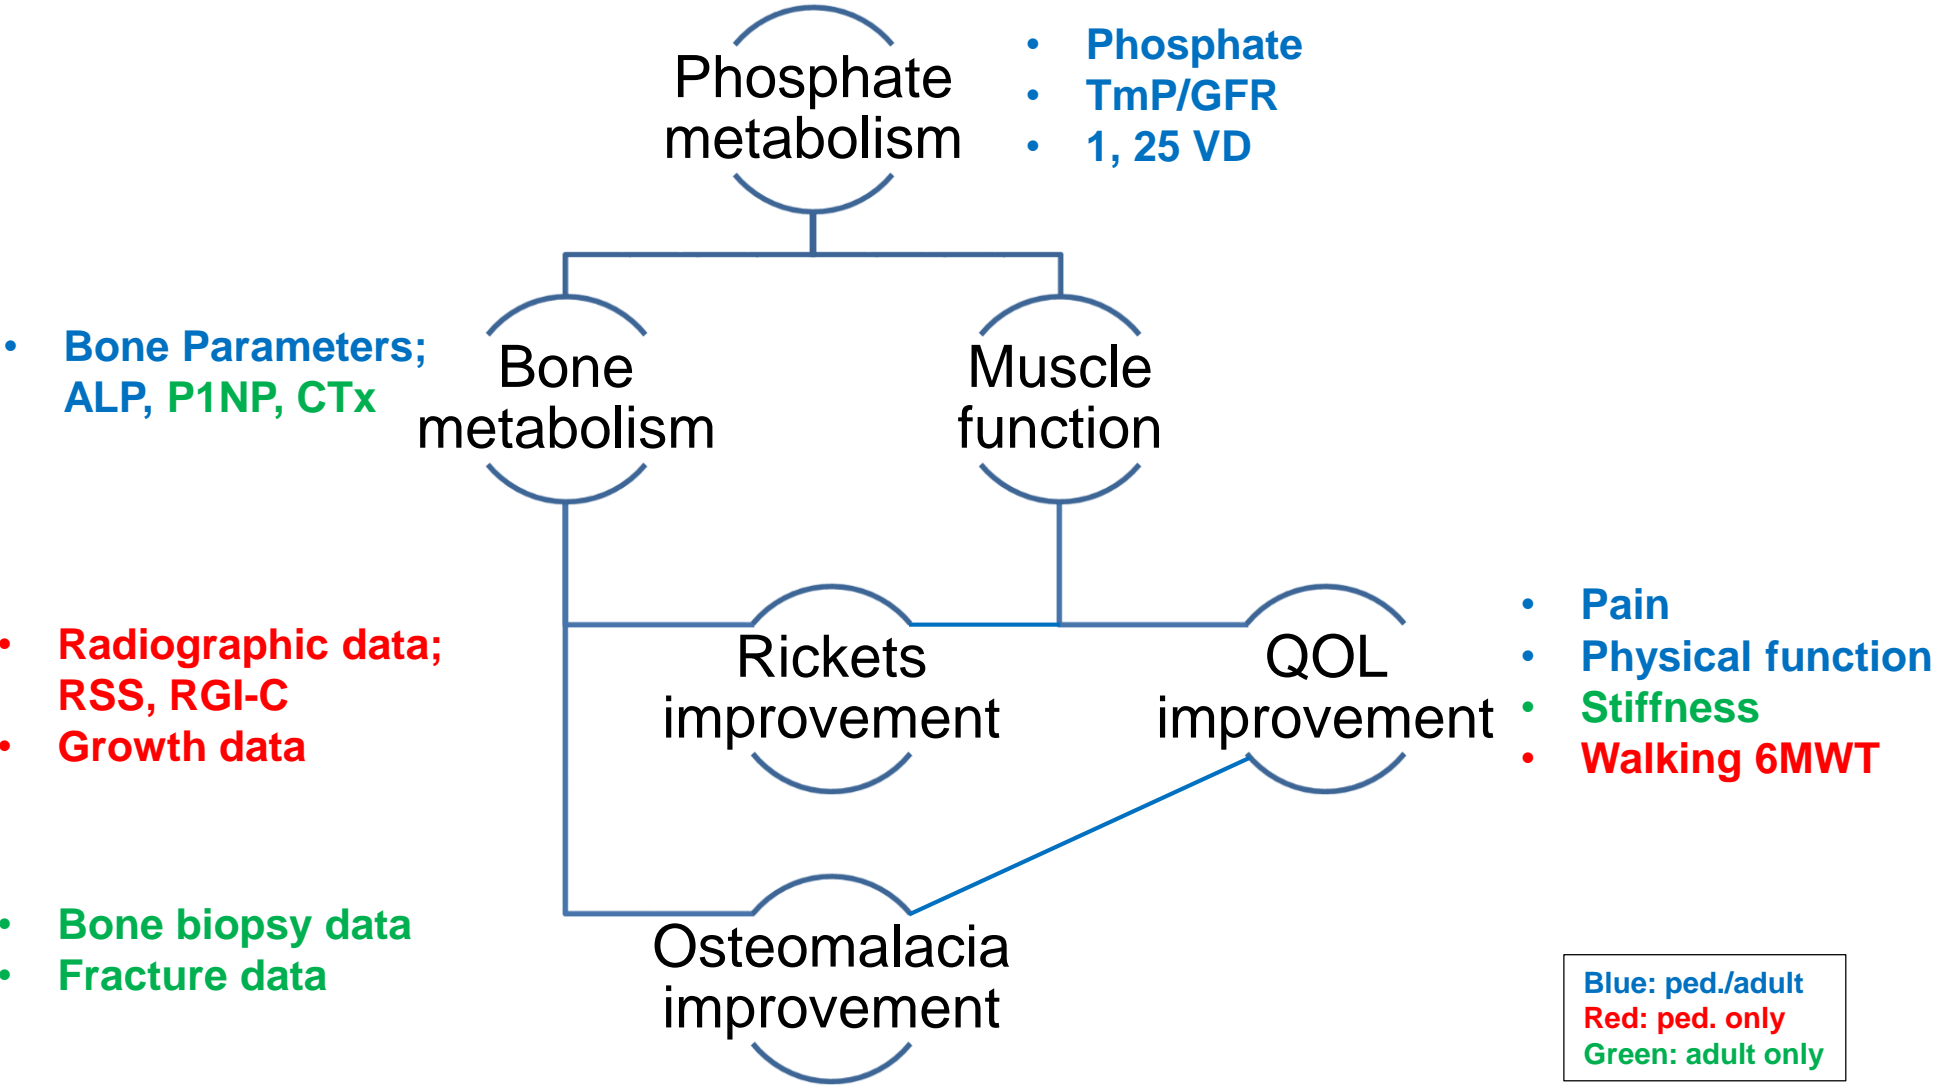 Phosphate
metabolism
• Phosphate
• TmP/GFR
• 1, 25 VD
• Bone Parameters;
ALP, P1NP, CTx
Bone
metabolism
Muscle
function
• Radiographic data;
RSS, RGI-C
• Growth data
Rickets
improvement
QOL
improvement
• Pain
• Physical function
• Stiffness
• Walking 6MWT
• Bone biopsy data
• Fracture data
Osteomalacia
improvement
Blue: ped./adult
Red: ped. only
Green: adult only